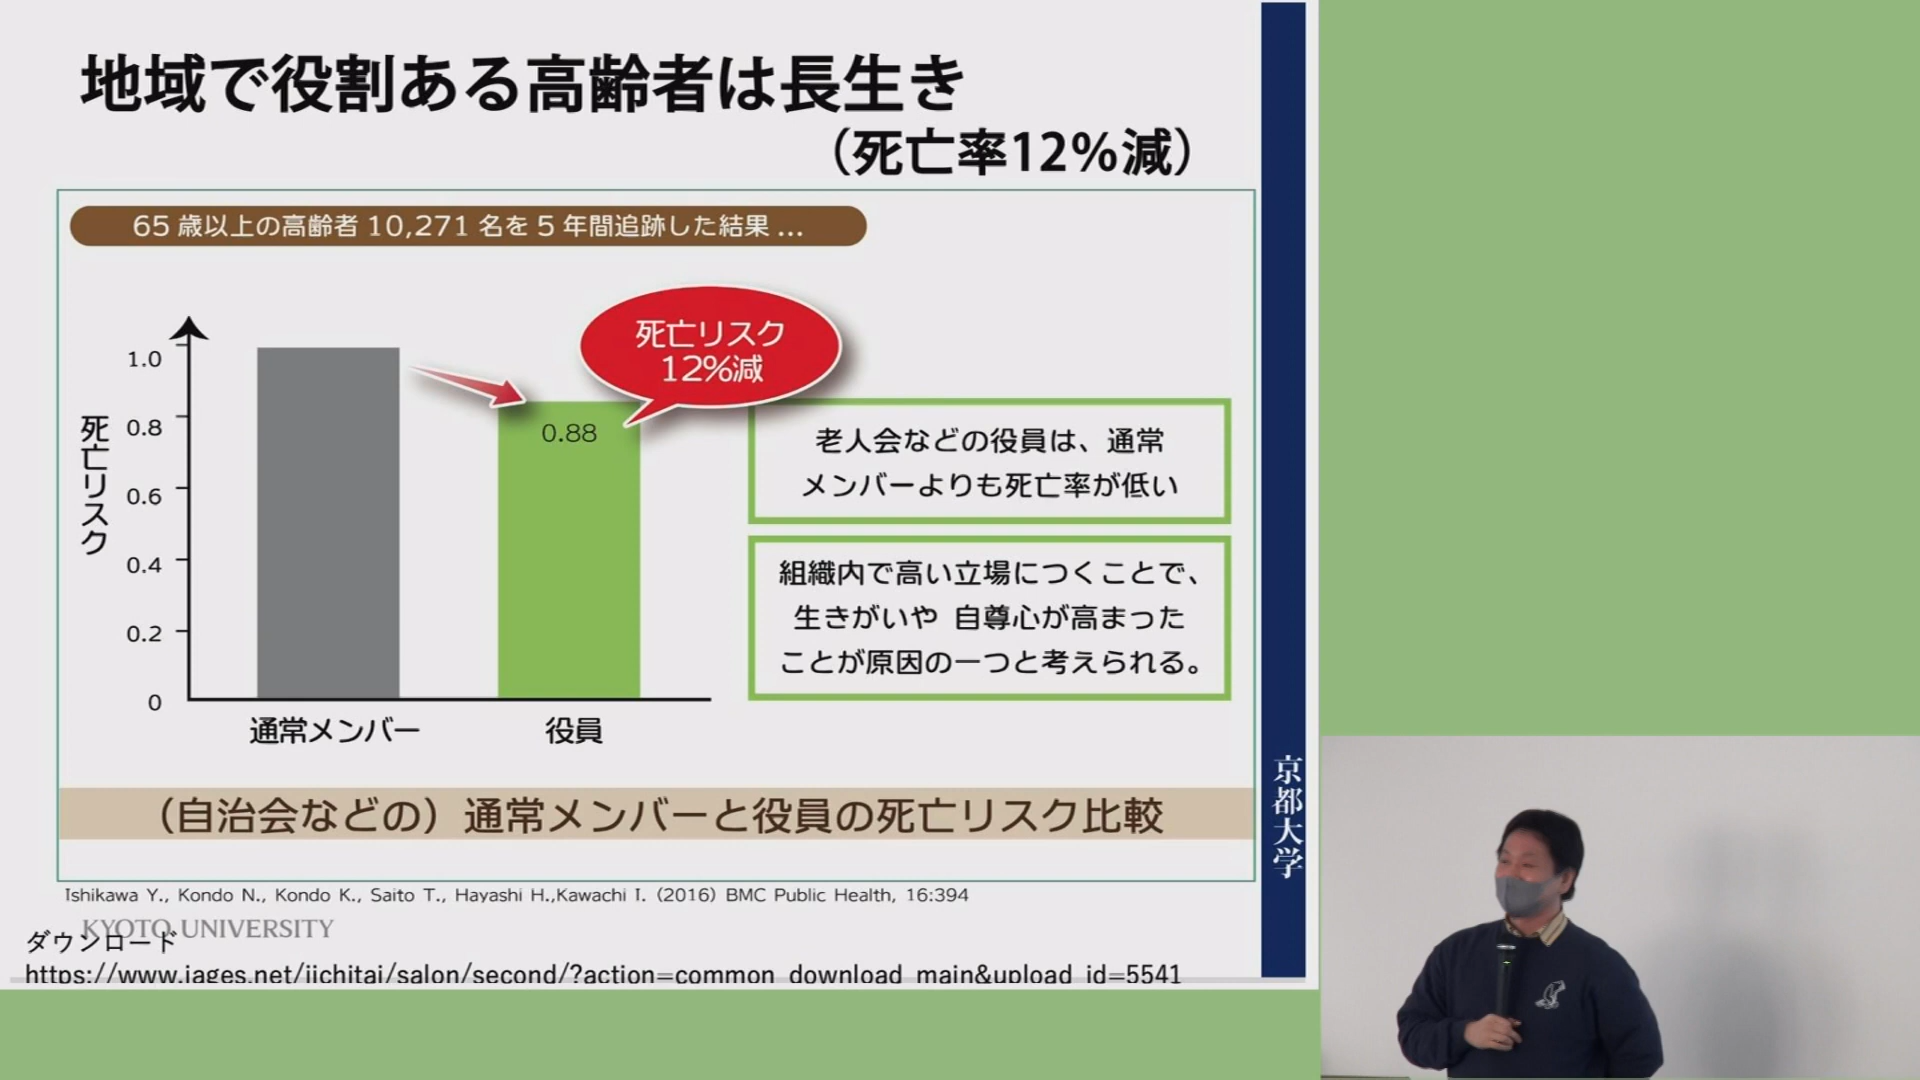 地域で役割ある高齢者は長生き
（死亡率12％減）
65 歳以上の高齢者 10,271 名を 5 年間追跡した結果 ...
死亡リスク
1.0
0.8
0.6
0.4
0.2
0
0.88
死亡リスク
12%減
通常メンバー
役員
老人会などの役員は、通常
メンバーよりも死亡率が低い
組織内で高い立場につくことで、
生きがいや 自尊心が高まった
ことが原因の一つと考えられる。
（自治会などの）通常メンバーと役員の死亡リスク比較
Ishikawa Y., Kondo N., Kondo K., Saito T., Hayashi H.,Kawachi I. (2016) BMC Public Health, 16:394
KYOTO UNIVERSITY
ダウンロード
https://www.jages.net/jichitai/salon/second/?action=common_download_main&upload_id=5541
京都大学